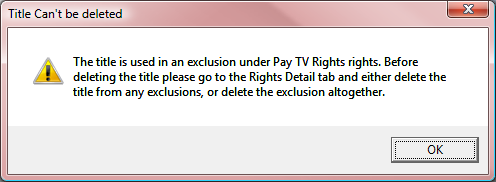 Title Can't be deleted
The title is used in an exclusion under Pay TV Rights rights. Before
deleting the title please go to the Rights Detail tab and either delete the
title from any exclusions, or delete the exclusion altogether.
OK